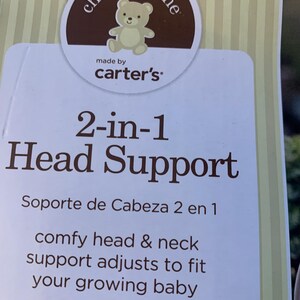 made by
carter's
2-in-1
Head Support
Soporte de Cabeza 2 en 1
comfy head & neck
support adjusts to fit
your growing baby